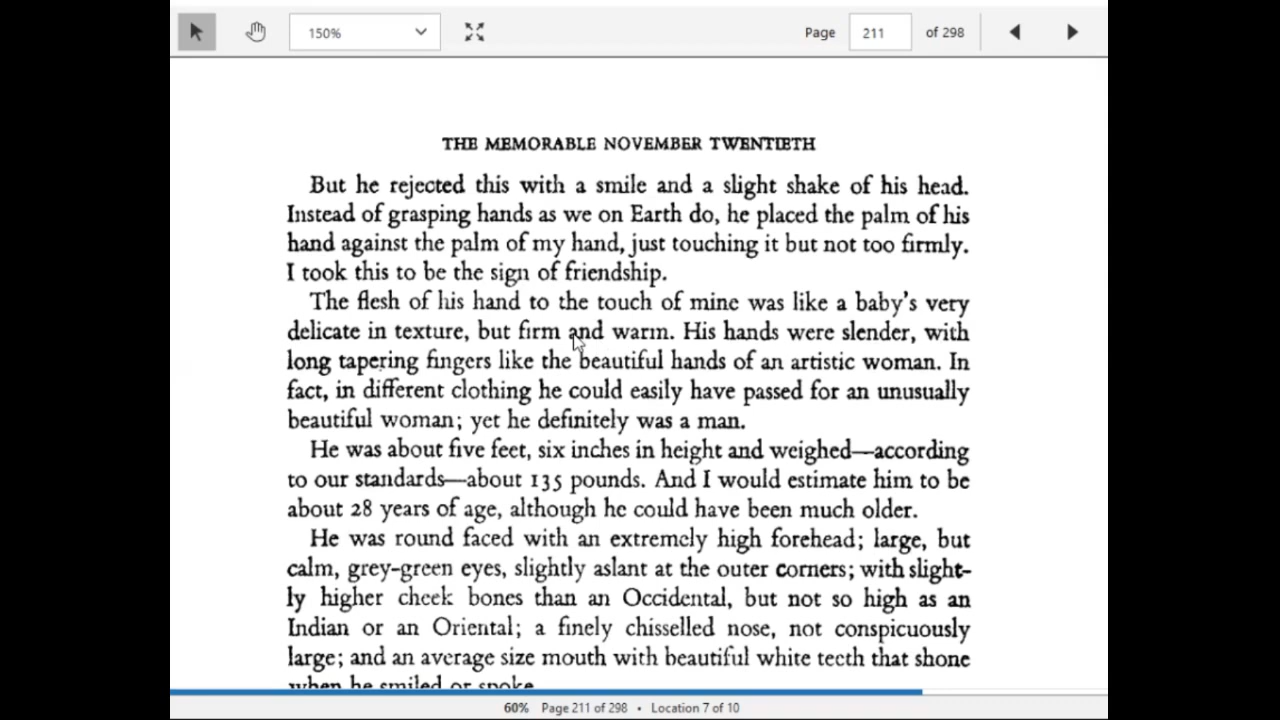 150%
Page 211 of 298
THE MEMORABLE NOVEMBER TWENTIETH
But he rejected this with a smile and a slight shake of his head.
Instead of grasping hands as we on Earth do, he placed the palm of his
hand against the palm of my hand, just touching it but not too firmly.
I took this to be the sign of friendship.
The flesh of his hand to the touch of mine was like a baby's very
delicate in texture, but firm and warm. His hands were slender, with
long tapering fingers like the beautiful hands of an artistic woman. In
fact, in different clothing he could easily have passed for an unusually
beautiful woman; yet he definitely was a man.
He was about five feet, six inches in height and weighed—according
to our standards—about 135 pounds. And I would estimate him to be
about 28 years of age, although he could have been much older.
He was round faced with an extremely high forehead; large, but
calm, grey-green eyes, slightly aslant at the outer corners; with slight-
ly higher cheek bones than an Occidental, but not so high as an
Indian or an Oriental; a finely chisselled nose, not conspicuously
large; and an average size mouth with beautiful white teeth that shone
when he smiled or spoke.
60% Page 211 of 298 • Location 7 of 10